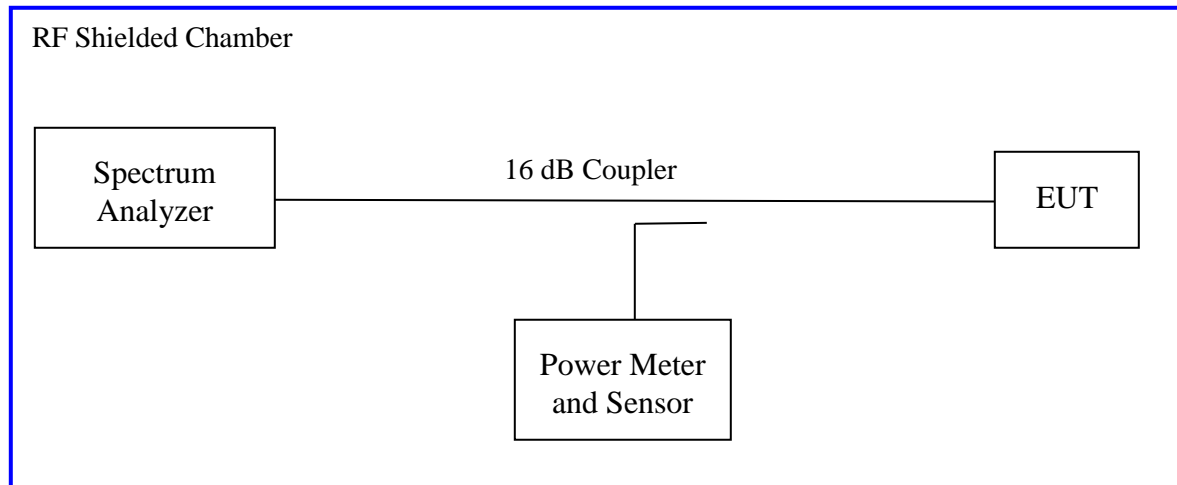 RF Shielded Chamber
Spectrum
Analyzer
16 dB Coupler
EUT
Power Meter
and Sensor